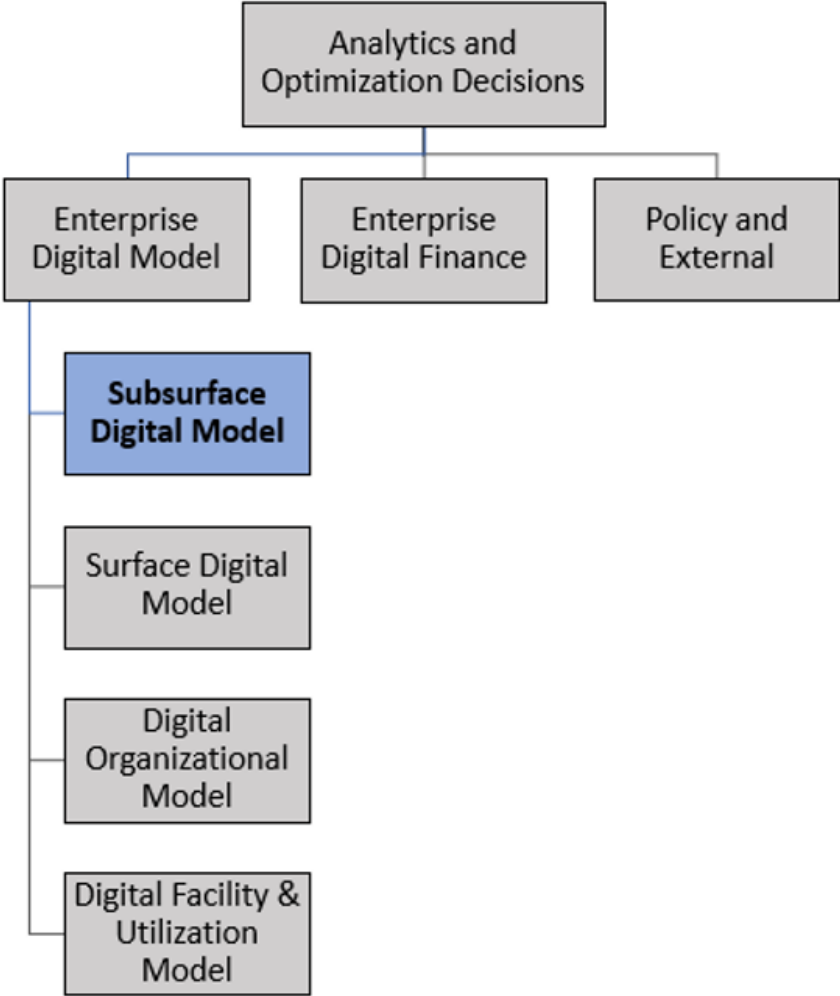 Analytics and
Optimization Decisions
Enterprise
Digital Model
Enterprise
Digital Finance
Policy and
External
Subsurface
Digital Model
Surface Digital
Model
Digital
Organizational
Model
Digital Facility &
Utilization
Model